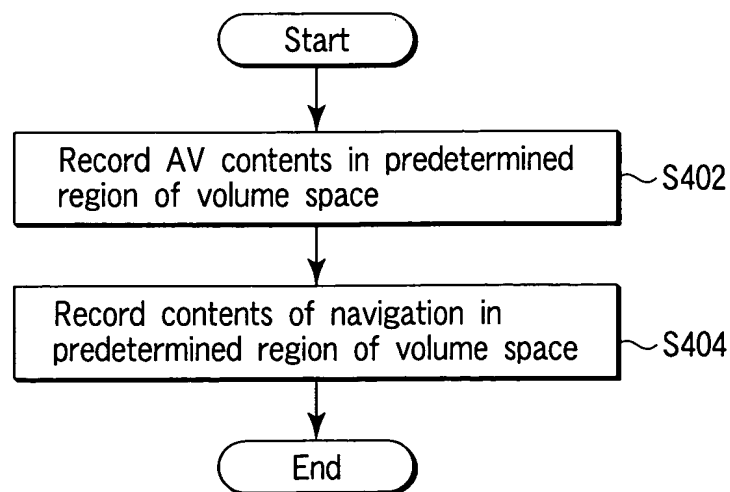 Start
Record AV contents in predetermined
region of volume space
S402
Record contents of navigation in
predetermined region of volume space
S404
End